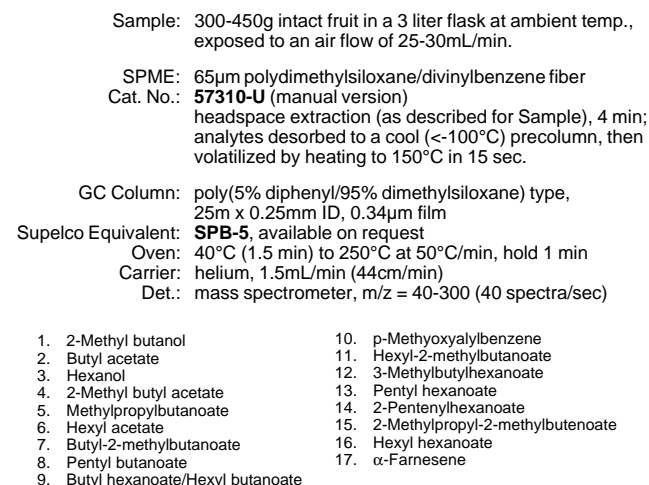 Sample: 300-450g intact fruit in a 3 liter flask at ambient temp.,
exposed to an air flow of 25-30mL/min.
SPME: 65µm polydimethylsiloxane/divinylbenzene fiber
Cat. No.: 57310-U (manual version)
headspace extraction (as described for Sample), 4 min;
analytes desorbed to a cool (<-100°C) precolumn, then
volatilized by heating to 150°C in 15 sec.
GC Column: poly(5% diphenyl/95% dimethylsiloxane) type,
25m x 0.25mm ID, 0.34µm film
Supelco Equivalent: SPB-5, available on request
Oven: 40°C (1.5 min) to 250°C at 50°C/min, hold 1 min
Carrier: helium, 1.5mL/min (44cm/min)
Det.: mass spectrometer, m/z = 40-300 (40 spectra/sec)
1. 2-Methyl butanol
2. Butyl acetate
3. Hexanol
4. 2-Methyl butyl acetate
5. Methylpropylbutanoate
6. Hexyl acetate
7. Butyl-2-methylbutanoate
8. Pentyl butanoate
9. Butyl hexanoate/Hexyl butanoate
10. p-Methyoxyalylbenzene
11. Hexyl-2-methylbutanoate
12. 3-Methylbutylhexanoate
13. Pentyl hexanoate
14. 2-Pentenylhexanoate
15. 2-Methylpropyl-2-methylbutenoate
16. Hexyl hexanoate
17. α-Farnesene